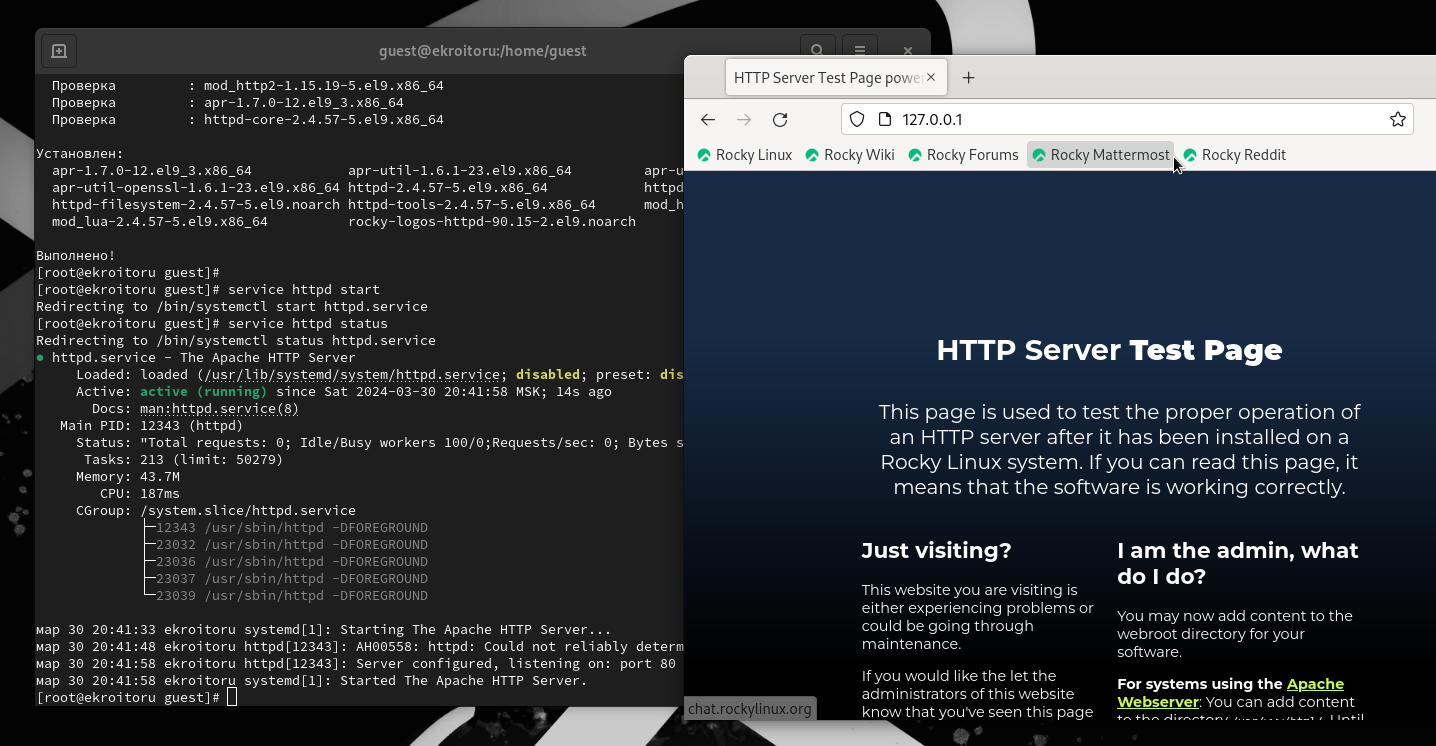 guest@ekroitoru:/home/guest
Проверка : mod_http2-1.15.19-5.el9.x86_64
Проверка : apr-1.7.0-12.el9_3.x86_64
Проверка : httpd-core-2.4.57-5.el9.x86_64
Установлен:
apr-1.7.0-12.el9_3.x86_64 apr-util-1.6.1-23.el9.x86_64 apr-u
apr-util-openssl-1.6.1-23.el9.x86_64 httpd-2.4.57-5.el9.x86_64 httpd
httpd-filesystem-2.4.57-5.el9.noarch httpd-tools-2.4.57-5.el9.x86_64 mod_h
mod_lua-2.4.57-5.el9.x86_64 rocky-logos-httpd-90.15-2.el9.noarch
Выполнено!
[root@ekroitoru guest]#
[root@ekroitoru guest]# service httpd start
Redirecting to /bin/systemctl start httpd.service
[root@ekroitoru guest]# service httpd status
Redirecting to /bin/systemctl status httpd.service
● httpd.service - The Apache HTTP Server
Loaded: loaded (/usr/lib/systemd/system/httpd.service; disabled; preset: dis
Active: active (running) since Sat 2024-03-30 20:41:58 MSK; 14s ago
Docs: man:httpd.service(8)
Main PID: 12343 (httpd)
Status: "Total requests: 0; Idle/Busy workers 100/0;Requests/sec: 0; Bytes s
Tasks: 213 (limit: 50279)
Memory: 43.7M
CPU: 187ms
CGroup: /system.slice/httpd.service
├─12343 /usr/sbin/httpd -DFOREGROUND
├─23032 /usr/sbin/httpd -DFOREGROUND
├─23036 /usr/sbin/httpd -DFOREGROUND
├─23037 /usr/sbin/httpd -DFOREGROUND
└─23039 /usr/sbin/httpd -DFOREGROUND
мар 30 20:41:33 ekroitoru systemd[1]: Starting The Apache HTTP Server...
мар 30 20:41:48 ekroitoru httpd[12343]: AH00558: httpd: Could not reliably determ
мар 30 20:41:58 ekroitoru httpd[12343]: Server configured, listening on: port 80
мар 30 20:41:58 ekroitoru systemd[1]: Started The Apache HTTP Server.
[root@ekroitoru guest]#
HTTP Server Test Page powe
127.0.0.1
Rocky Linux Rocky Wiki Rocky Forums Rocky Mattermost Rocky Reddit
HTTP Server Test Page
This page is used to test the proper operation of
an HTTP server after it has been installed on a
Rocky Linux system. If you can read this page, it
means that the software is working correctly.
Just visiting?
This website you are visiting is
either experiencing problems or
could be going through
maintenance.
If you would like the let the
administrators of this website
know that you've seen this page
I am the admin, what
do I do?
You may now add content to the
webroot directory for your
software.
For systems using the Apache
Webserver: You can add content
to the directory Until
chat.rockylinux.org